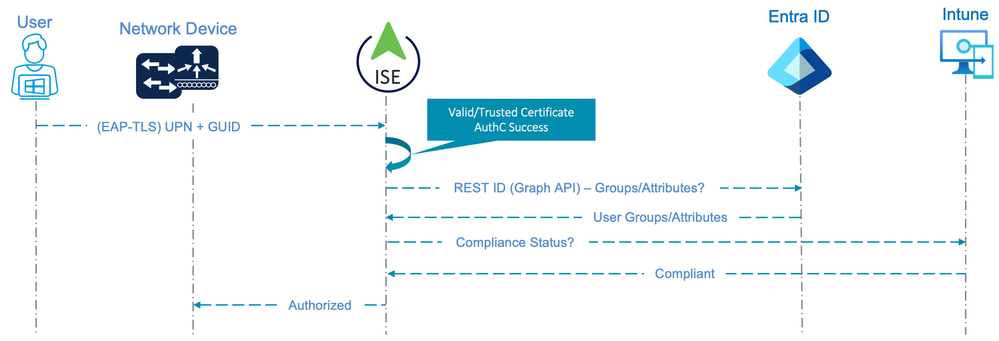 User
Network Device
Entra ID
Intune
ISE
Valid/Trusted Certificate
AuthC Success
(EAP-TLS) UPN + GUID
REST ID (Graph API) – Groups/Attributes?
User Groups/Attributes
Compliance Status?
Compliant
Authorized